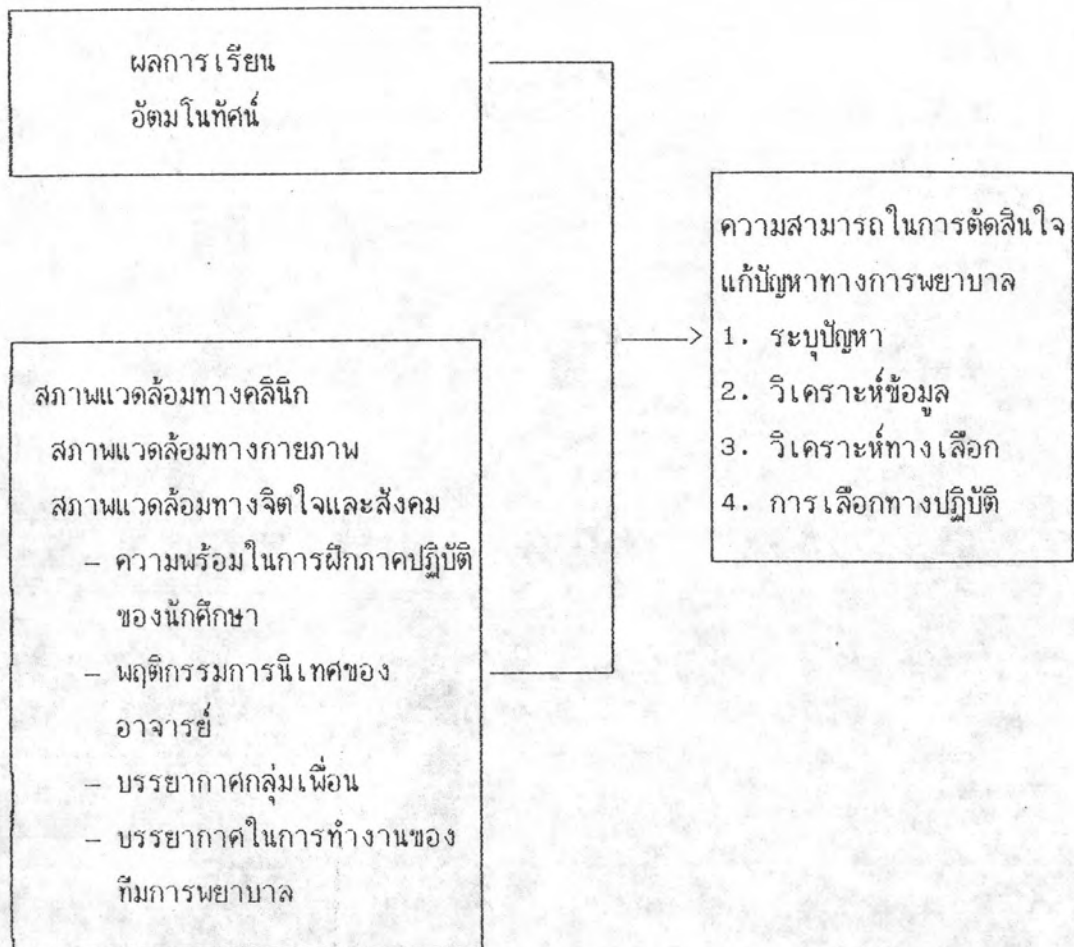 ผลการเรียน
อัตมโนทัศน์
ความสามารถในการตัดสินใจ
แก้ปัญหาทางการพยาบาล
1. ระบุปัญหา
2. วิเคราะห์ข้อมูล
3. วิเคราะห์ทางเลือก
4. การเลือกทางปฏิบัติ
สภาพแวดล้อมทางคลินิก
สภาพแวดล้อมทางกายภาพ
สภาพแวดล้อมทางจิตใจและสังคม
– ความพร้อมในการฝึกภาคปฏิบัติ
ของนักศึกษา
– พฤติกรรมการนิเทศของ
อาจารย์
– บรรยากาศกลุ่มเพื่อน
– บรรยากาศในการทำงานของ
ทีมการพยาบาล